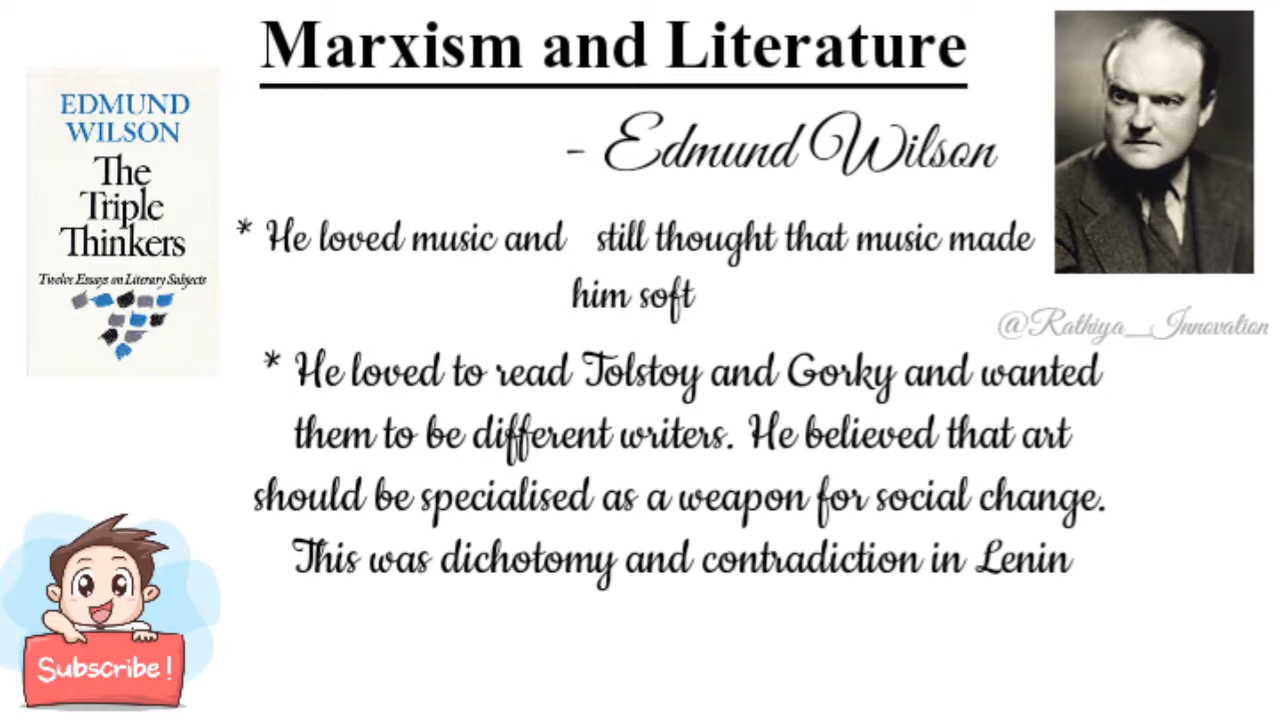 Marxism and Literature
- Edmund Wilson
EDMUND
WILSON
The
Triple
Thinkers
Twelve Essays on Literary Subjects
* He loved music and still thought that music made
him soft
@Rathiya__Innovation
* He loved to read Tolstoy and Gorky and wanted
them to be different writers. He believed that art
should be specialised as a weapon for social change.
This was dichotomy and contradiction in Lenin
Subscribe!